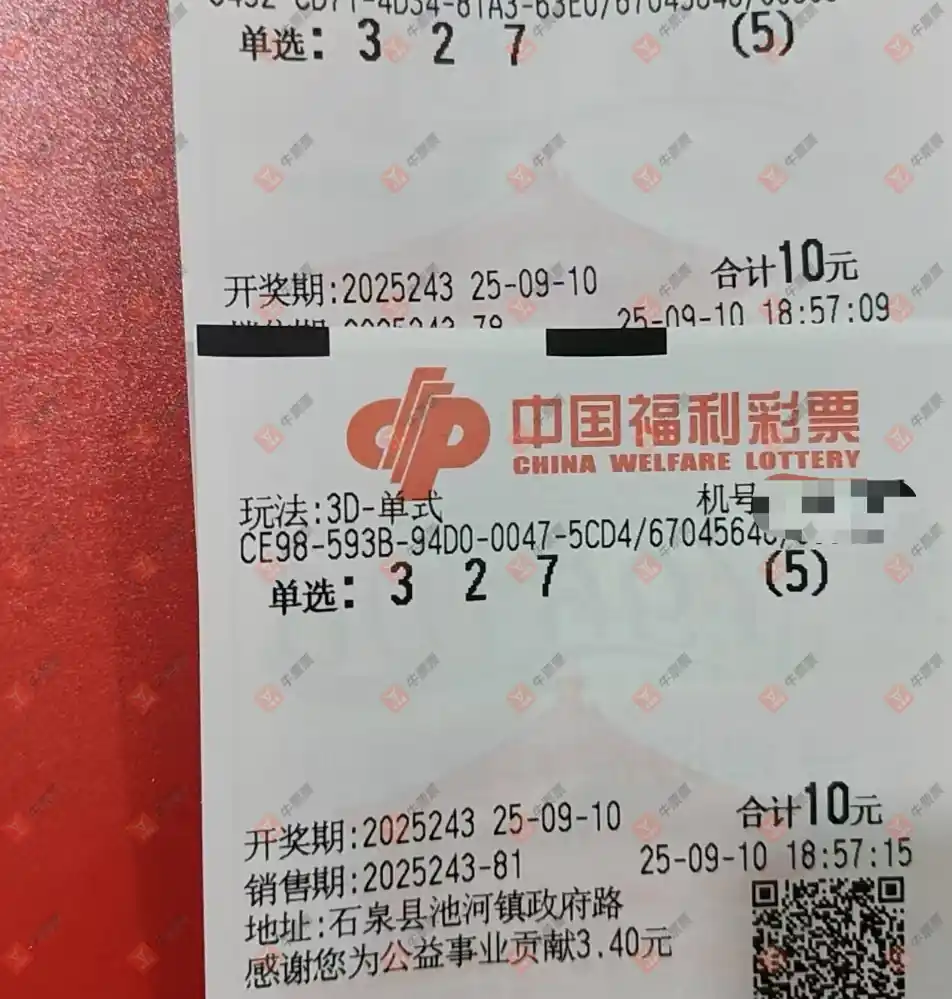 单选: 3 2 7 (5)
合计10元
开奖期:2025243 25-09-10
25-09-10 18:57:09
中国福利彩票
CHINA WELFARE LOTTERY
玩法:3D-单式 机号
CE98-593B-94D0-0047-5CD4/6704564
单选: 3 2 7 (5)
开奖期:2025243 25-09-10 合计10元
销售期:2025243-81 25-09-10 18:57:15
地址:石泉县池河镇政府路
感谢您为公益事业贡献3.40元
牛票票